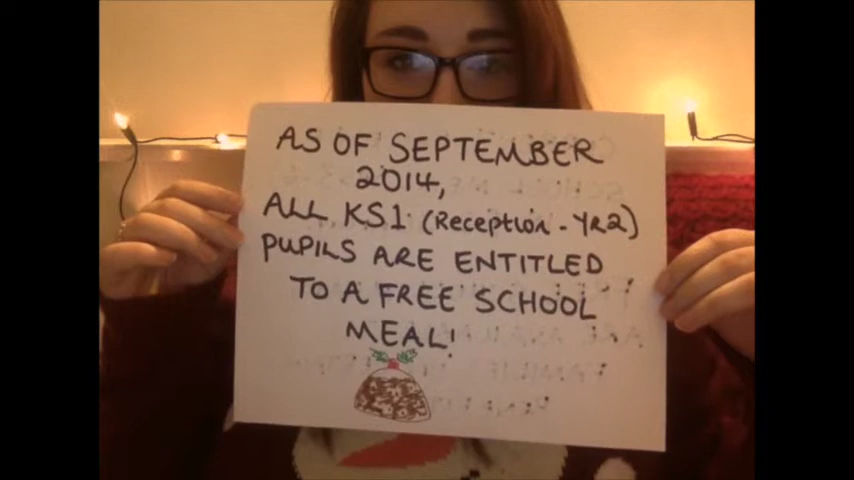 AS OF SEPTEMBER
2014,
ALL KS1 (Reception - YR2)
PUPILS ARE ENTITLED
TO A FREE SCHOOL
MEAL!